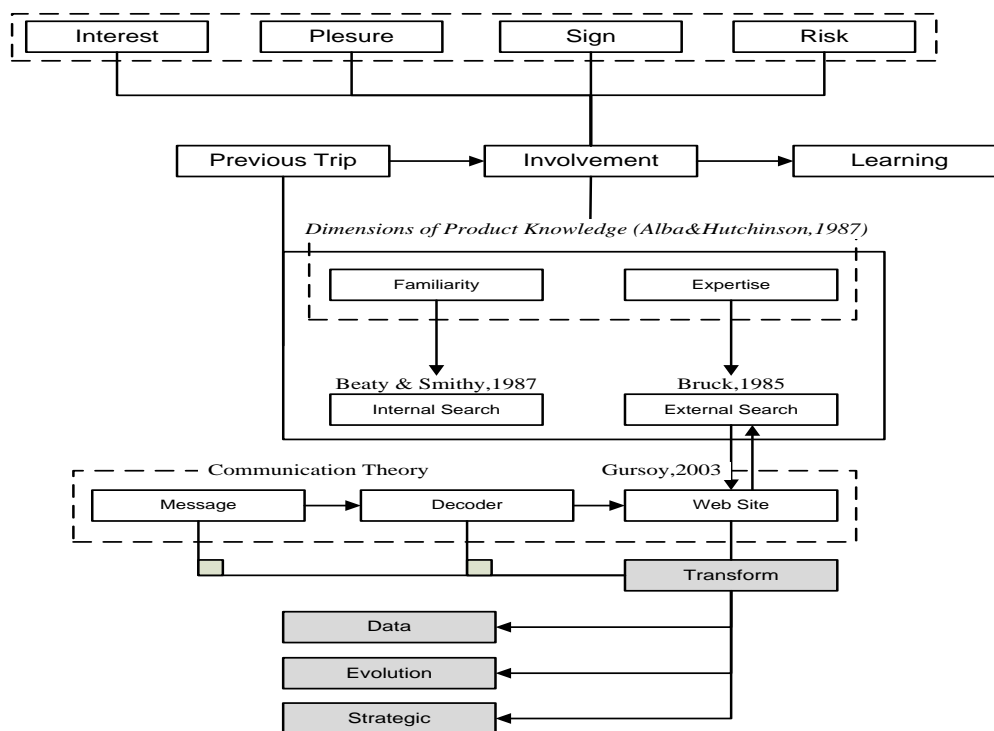 Interest
Plesure
Sign
Risk
Previous Trip
Involvement
Learning
Dimensions of Product Knowledge (Alba&Hutchinson,1987)
Familiarity
Expertise
Beaty & Smithy,1987
Bruck,1985
Internal Search
External Search
Communication Theory
Gursoy,2003
Message
Decoder
Web Site
Transform
Data
Evolution
Strategic